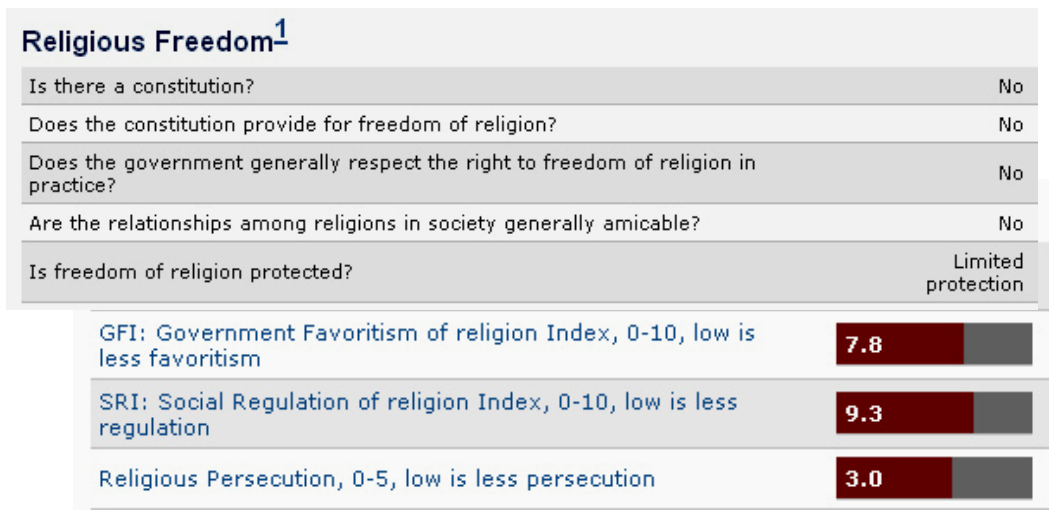 Religious Freedom1
Is there a constitution? No
Does the constitution provide for freedom of religion? No
Does the government generally respect the right to freedom of religion in
practice? No
Are the relationships among religions in society generally amicable? No
Is freedom of religion protected? Limited
protection
GFI: Government Favoritism of religion Index, 0-10, low is
less favoritism 7.8
SRI: Social Regulation of religion Index, 0-10, low is less
regulation 9.3
Religious Persecution, 0-5, low is less persecution 3.0